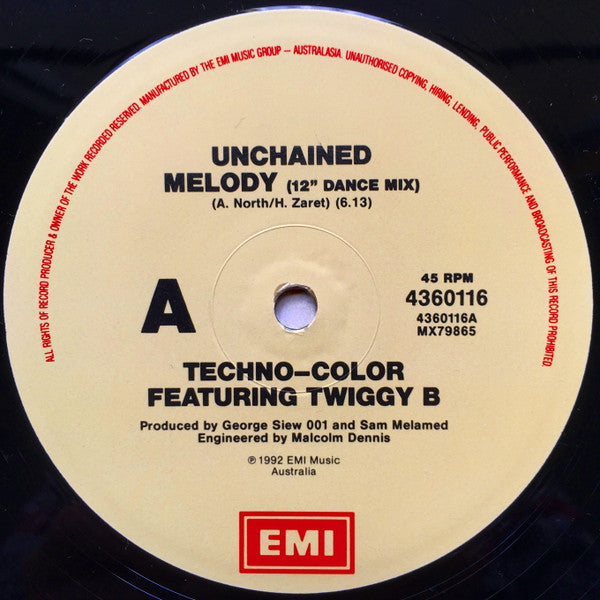 ALL RIGHTS OF RECORD PRODUCER & OWNER OF THE WORK RECORDED RESERVED. MANUFACTURED BY THE EMI MUSIC GROUP – AUSTRALASIA. UNAUTHORISED COPYING, HIRING, LENDING, PUBLIC PERFORMANCE AND BROADCASTING OF THIS RECORD PROHIBITED.
UNCHAINED
MELODY (12” DANCE MIX)
(A. North/H. Zaret) (6.13)
A
45 RPM
4360116
4360116A
MX79865
TECHNO–COLOR
FEATURING TWIGGY B
Produced by George Siew 001 and Sam Melamed
Engineered by Malcolm Dennis
℗ 1992 EMI Music
Australia
EMI